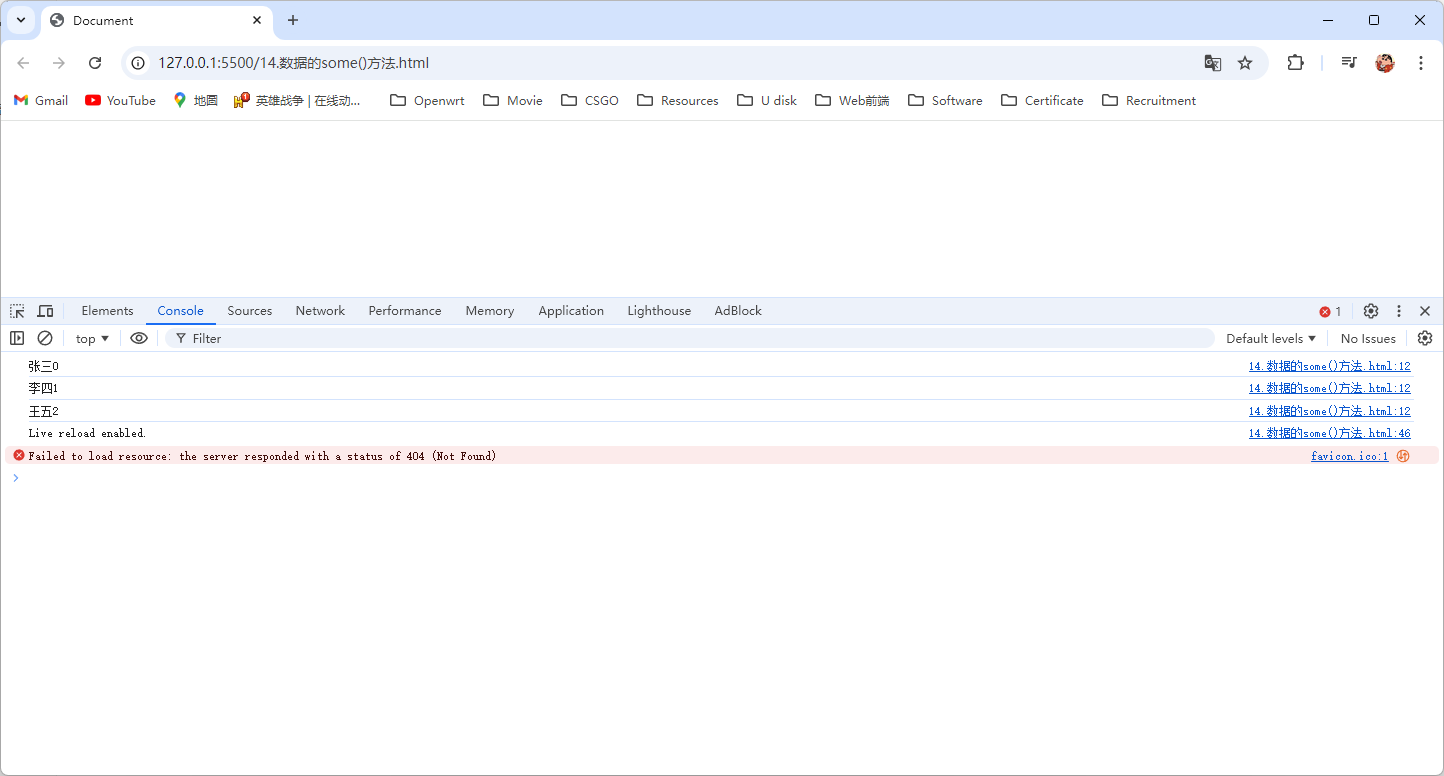 Document
127.0.0.1:5500/14.数据的some()方法.html
Gmail YouTube 地图 英雄战争 | 在线动... Openwrt Movie CSGO Resources U disk Web前端 Software Certificate Recruitment
Elements Console Sources Network Performance Memory Application Lighthouse AdBlock 1
top Filter Default levels No Issues
张三0 14.数据的some()方法.html:12
李四1 14.数据的some()方法.html:12
王五2 14.数据的some()方法.html:12
Live reload enabled. 14.数据的some()方法.html:46
Failed to load resource: the server responded with a status of 404 (Not Found) favicon.ico:1